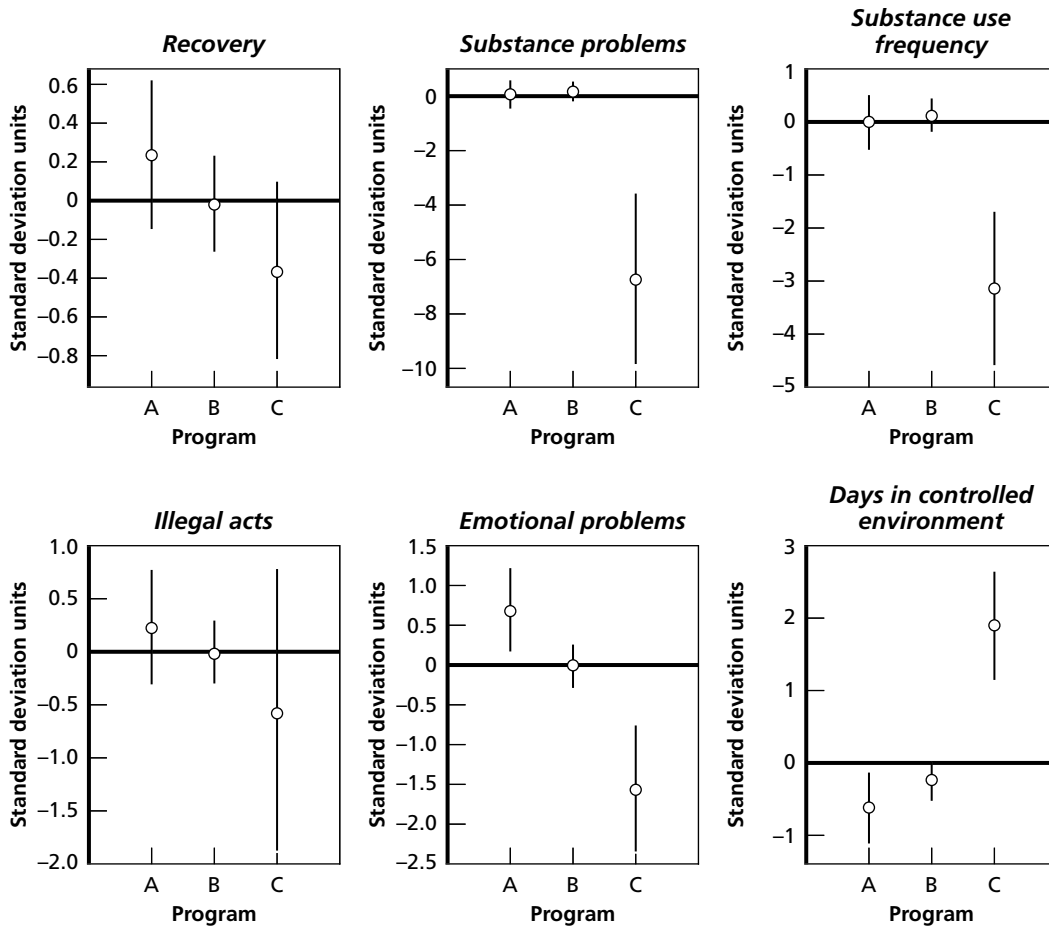 Recovery
Standard deviation units
0.6
0.4
0.2
0
–0.2
–0.4
–0.6
–0.8
A B C
Program
Substance problems
Standard deviation units
0
–2
–4
–6
–8
–10
A B C
Program
Substance use
frequency
Standard deviation units
1
0
–1
–2
–3
–4
–5
A B C
Program
Illegal acts
Standard deviation units
1.0
0.5
0
–0.5
–1.0
–1.5
–2.0
A B C
Program
Emotional problems
Standard deviation units
1.5
1.0
0.5
0
–0.5
–1.0
–1.5
–2.0
–2.5
A B C
Program
Days in controlled
environment
Standard deviation units
3
2
1
0
–1
A B C
Program